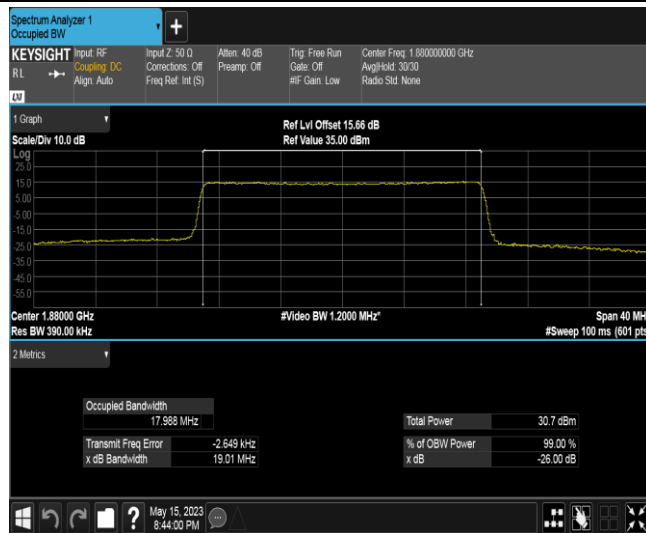 Spectrum Analyzer 1
Occupied BW
+
KEYSIGHT
RL
LXI
Input: RF
Coupling: DC
Align: Auto
Input Z: 50 Ω
Corrections: Off
Freq Ref: Int (S)
Atten: 40 dB
Preamp: Off
Trig: Free Run
Gate: Off
#IF Gain: Low
Center Freq: 1.880000000 GHz
Avg|Hold: 30/30
Radio Std: None
1 Graph
Scale/Div 10.0 dB
Ref Lvl Offset 15.66 dB
Ref Value 35.00 dBm
Log
25.0
15.0
5.00
-5.00
-15.0
-25.0
-35.0
-45.0
-55.0
Center 1.88000 GHz
#Video BW 1.2000 MHz*
Span 40 MH
Res BW 390.00 kHz
#Sweep 100 ms (601 pts
2 Metrics
Occupied Bandwidth
17.988 MHz
Total Power 30.7 dBm
Transmit Freq Error -2.649 kHz
% of OBW Power 99.00 %
x dB Bandwidth 19.01 MHz
x dB -26.00 dB
?
May 15, 2023
8:44:00 PM